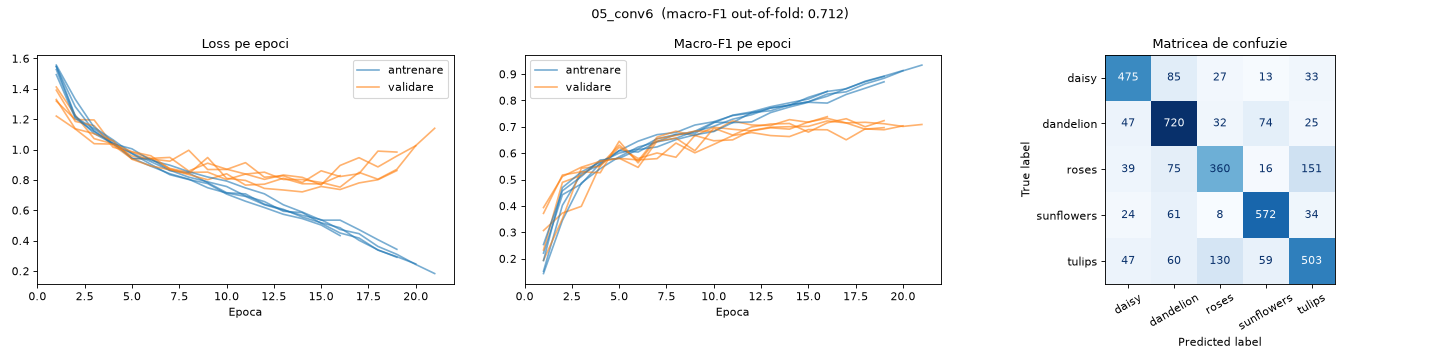 05_conv6 (macro-F1 out-of-fold: 0.712)
Loss pe epoci
1.6
1.4
1.2
1.0
0.8
0.6
0.4
0.2
0.0 2.5 5.0 7.5 10.0 12.5 15.0 17.5 20.0
Epoca
antrenare
validare
Macro-F1 pe epoci
0.9
0.8
0.7
0.6
0.5
0.4
0.3
0.2
0.0 2.5 5.0 7.5 10.0 12.5 15.0 17.5 20.0
Epoca
antrenare
validare
Matricea de confuzie
True label
daisy 475 85 27 13 33
dandelion 47 720 32 74 25
roses 39 75 360 16 151
sunflowers 24 61 8 572 34
tulips 47 60 130 59 503
daisy dandelion roses sunflowers tulips
Predicted label